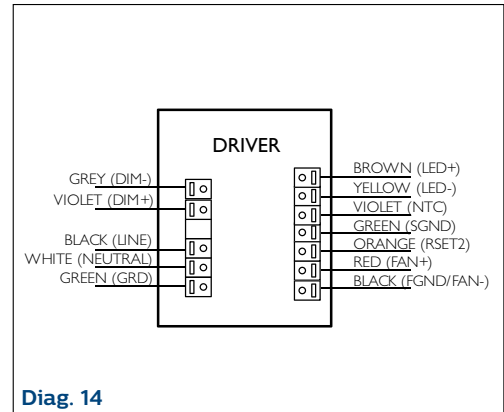 DRIVER
GREY (DIM-)
VIOLET (DIM+)
BLACK (LINE)
WHITE (NEUTRAL)
GREEN (GRD)
BROWN (LED+)
YELLOW (LED-)
VIOLET (NTC)
GREEN (SGND)
ORANGE (RSET2)
RED (FAN+)
BLACK (FGND/FAN-)
Diag. 14